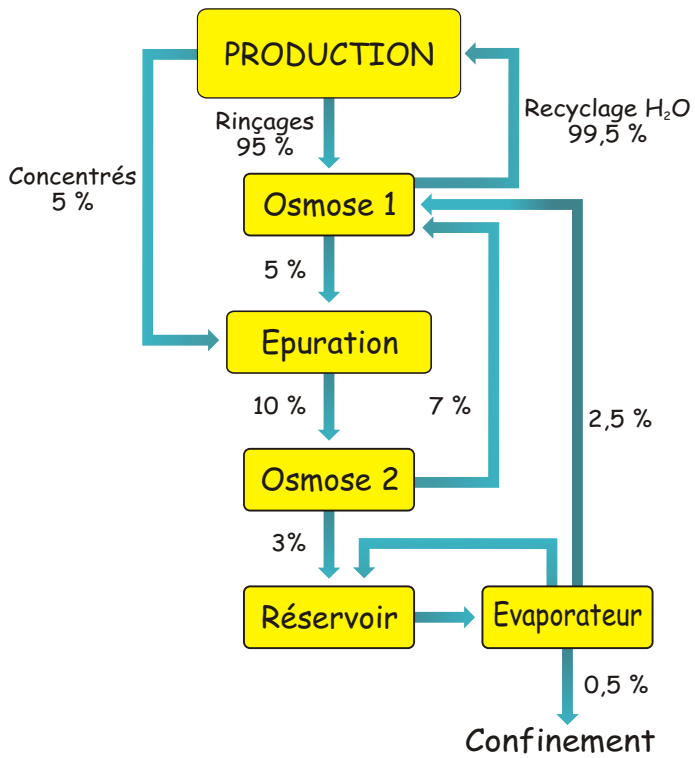 PRODUCTION
Rinçages
95 %
Recyclage H₂O
99,5 %
Concentrés
5 %
Osmose 1
5 %
Epuration
10 %
7 %
2,5 %
Osmose 2
3%
Réservoir
Evaporateur
0,5 %
Confinement